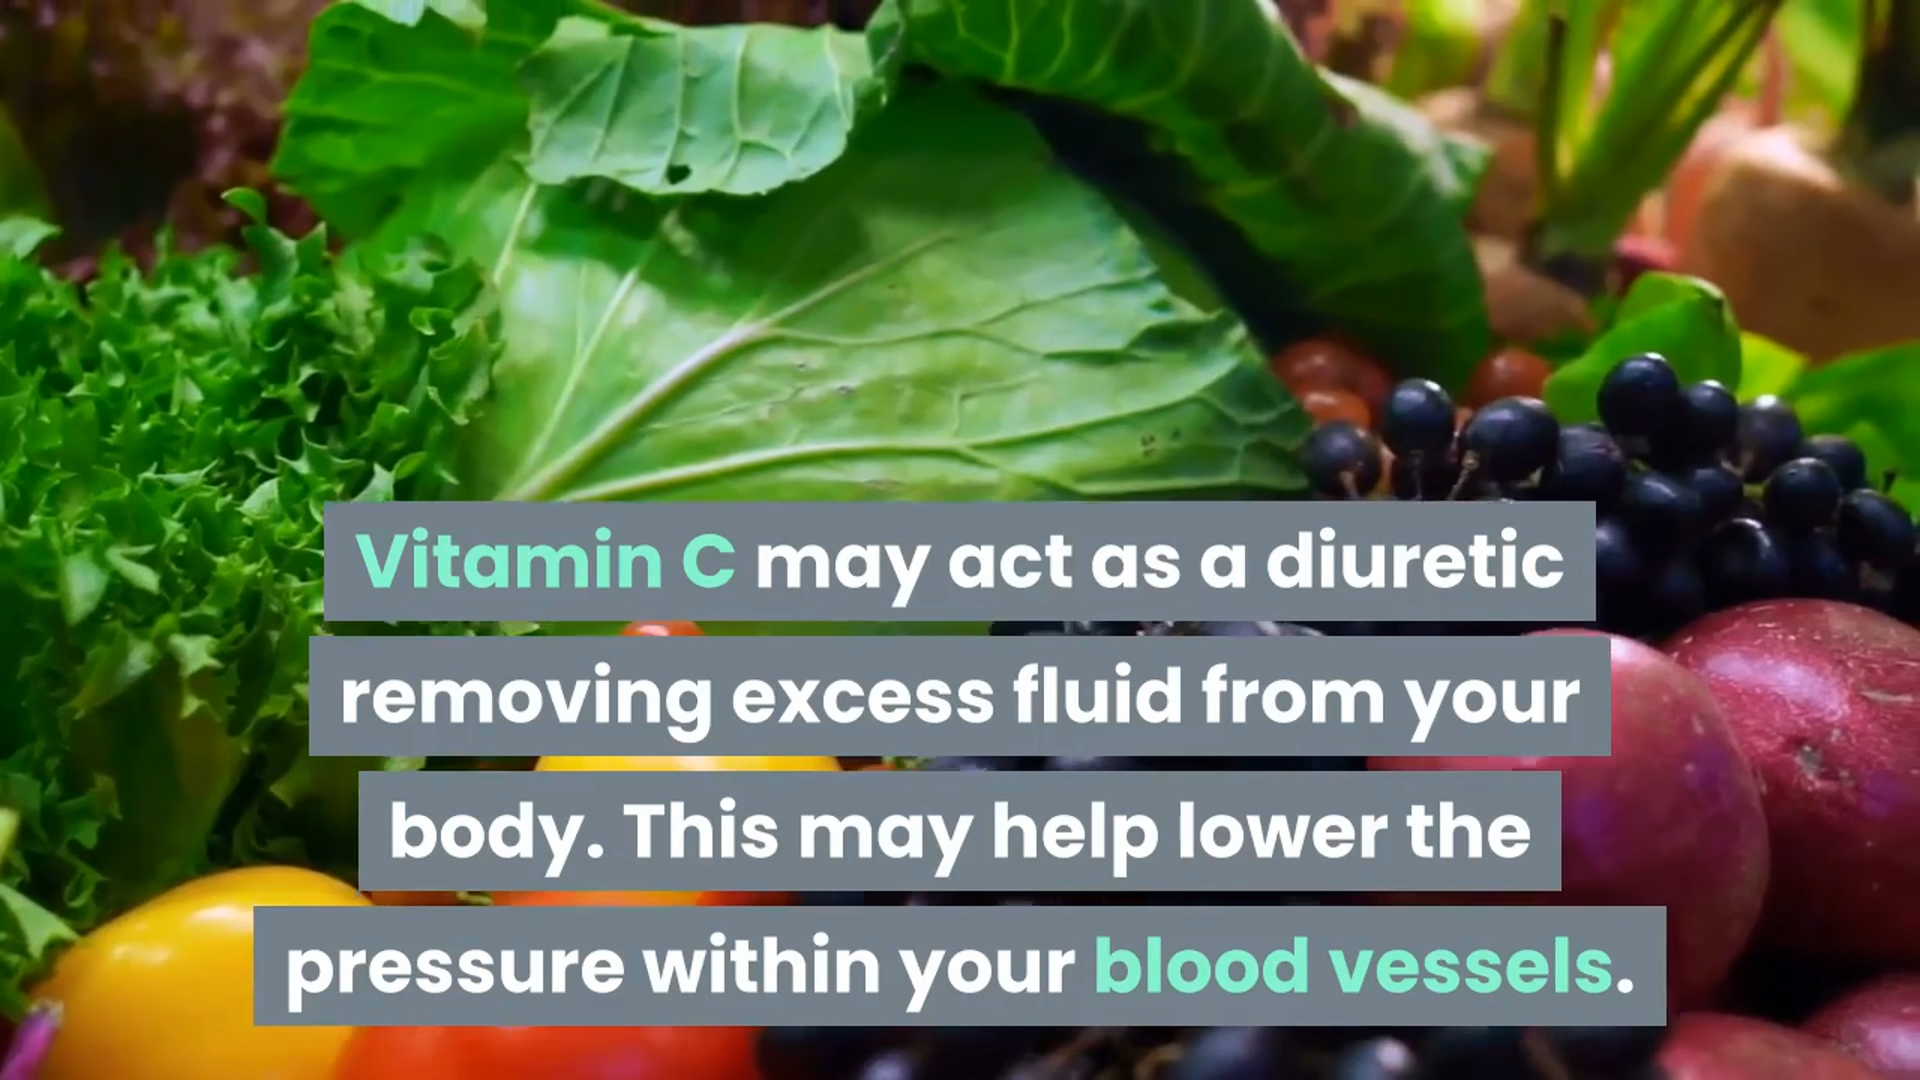 Vitamin C may act as a diuretic
removing excess fluid from your
body. This may help lower the
pressure within your blood vessels.